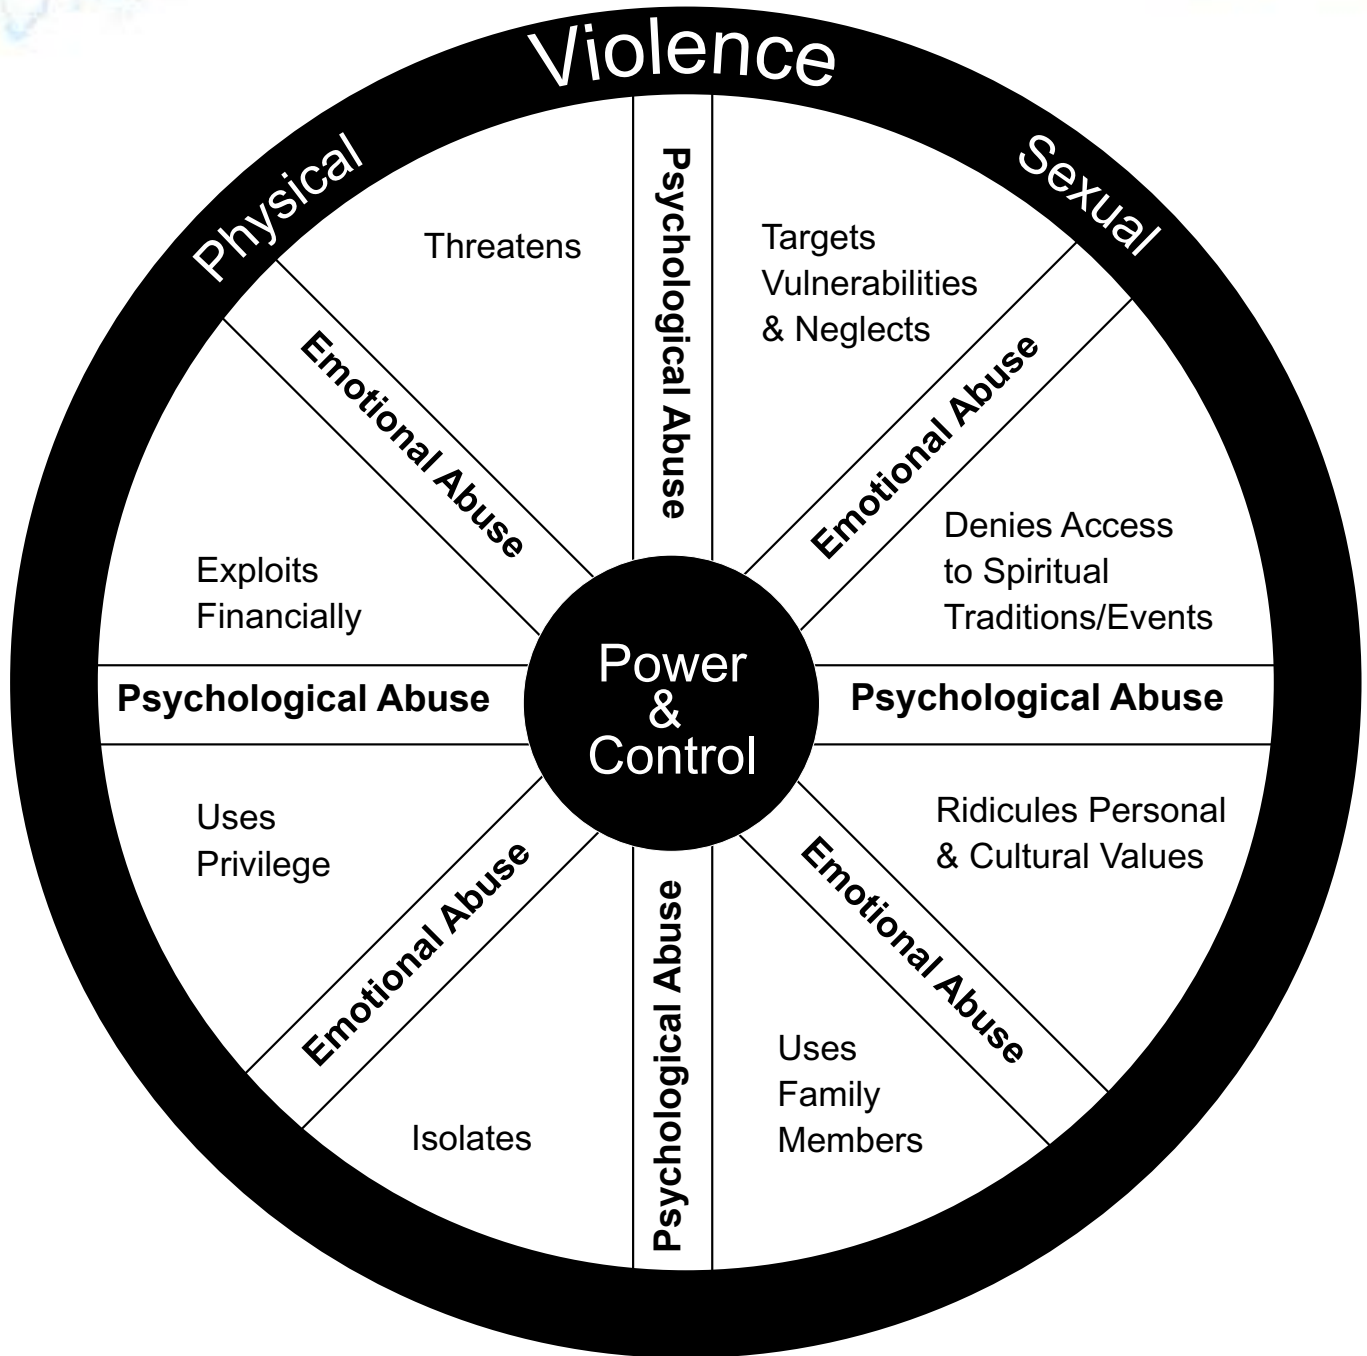 Violence
Physical
Sexual
Threatens
Psychological Abuse
Targets
Vulnerabilities
& Neglects
Emotional Abuse
Emotional Abuse
Exploits
Financially
Denies Access
to Spiritual
Traditions/Events
Psychological Abuse
Power
&
Control
Psychological Abuse
Uses
Privilege
Ridicules Personal
& Cultural Values
Emotional Abuse
Emotional Abuse
Isolates
Psychological Abuse
Uses
Family
Members